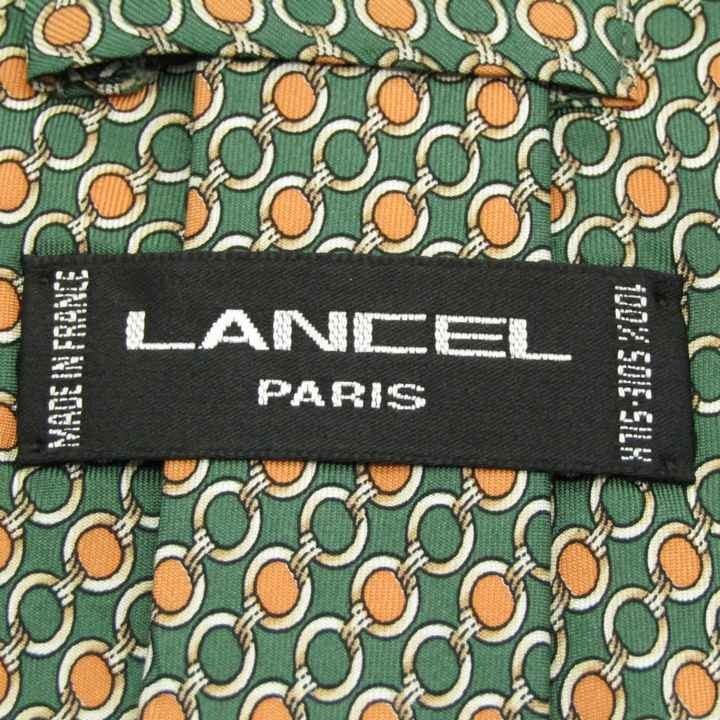 MADE IN FRANCE
LANCEL
PARIS
100% SOIE-SILK